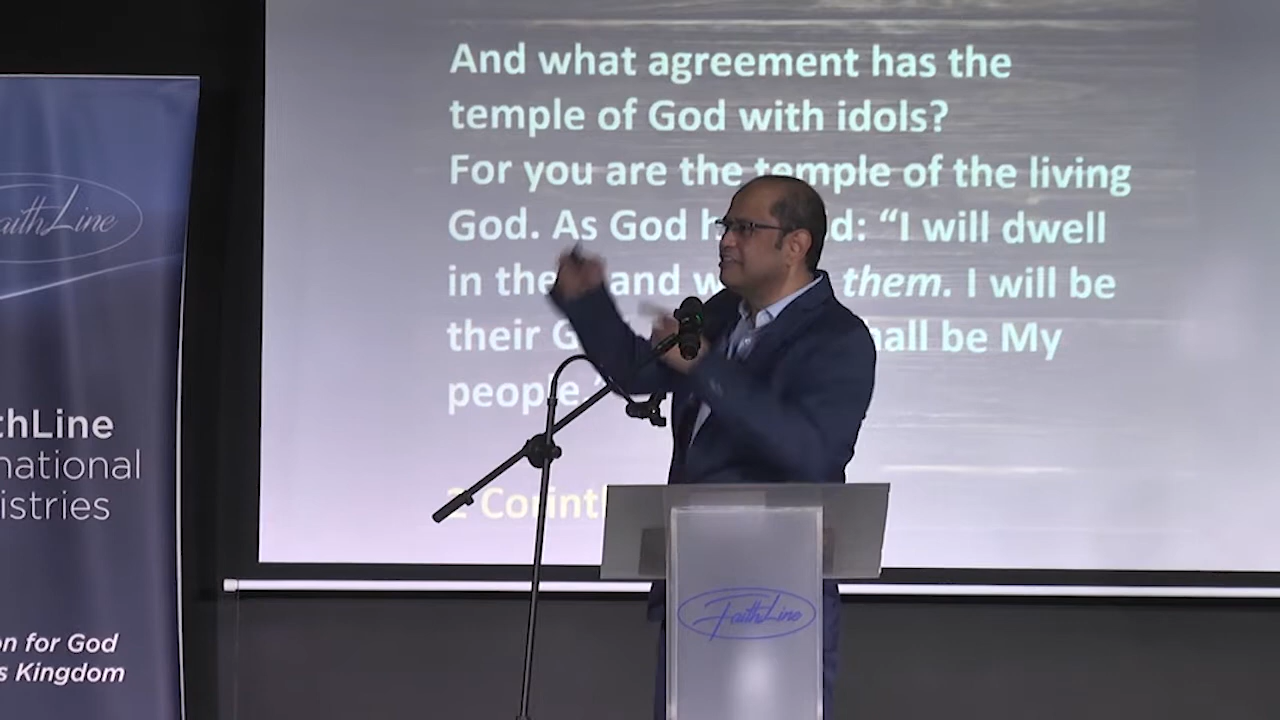 And what agreement has the
temple of God with idols?
For you are the temple of the living
God. As God d: “I will dwell
in the and w them. I will be
their G hall be My
people.”
2 Corint
FaithLine
thLine
national
istries
on for God
s Kingdom
FaithLine